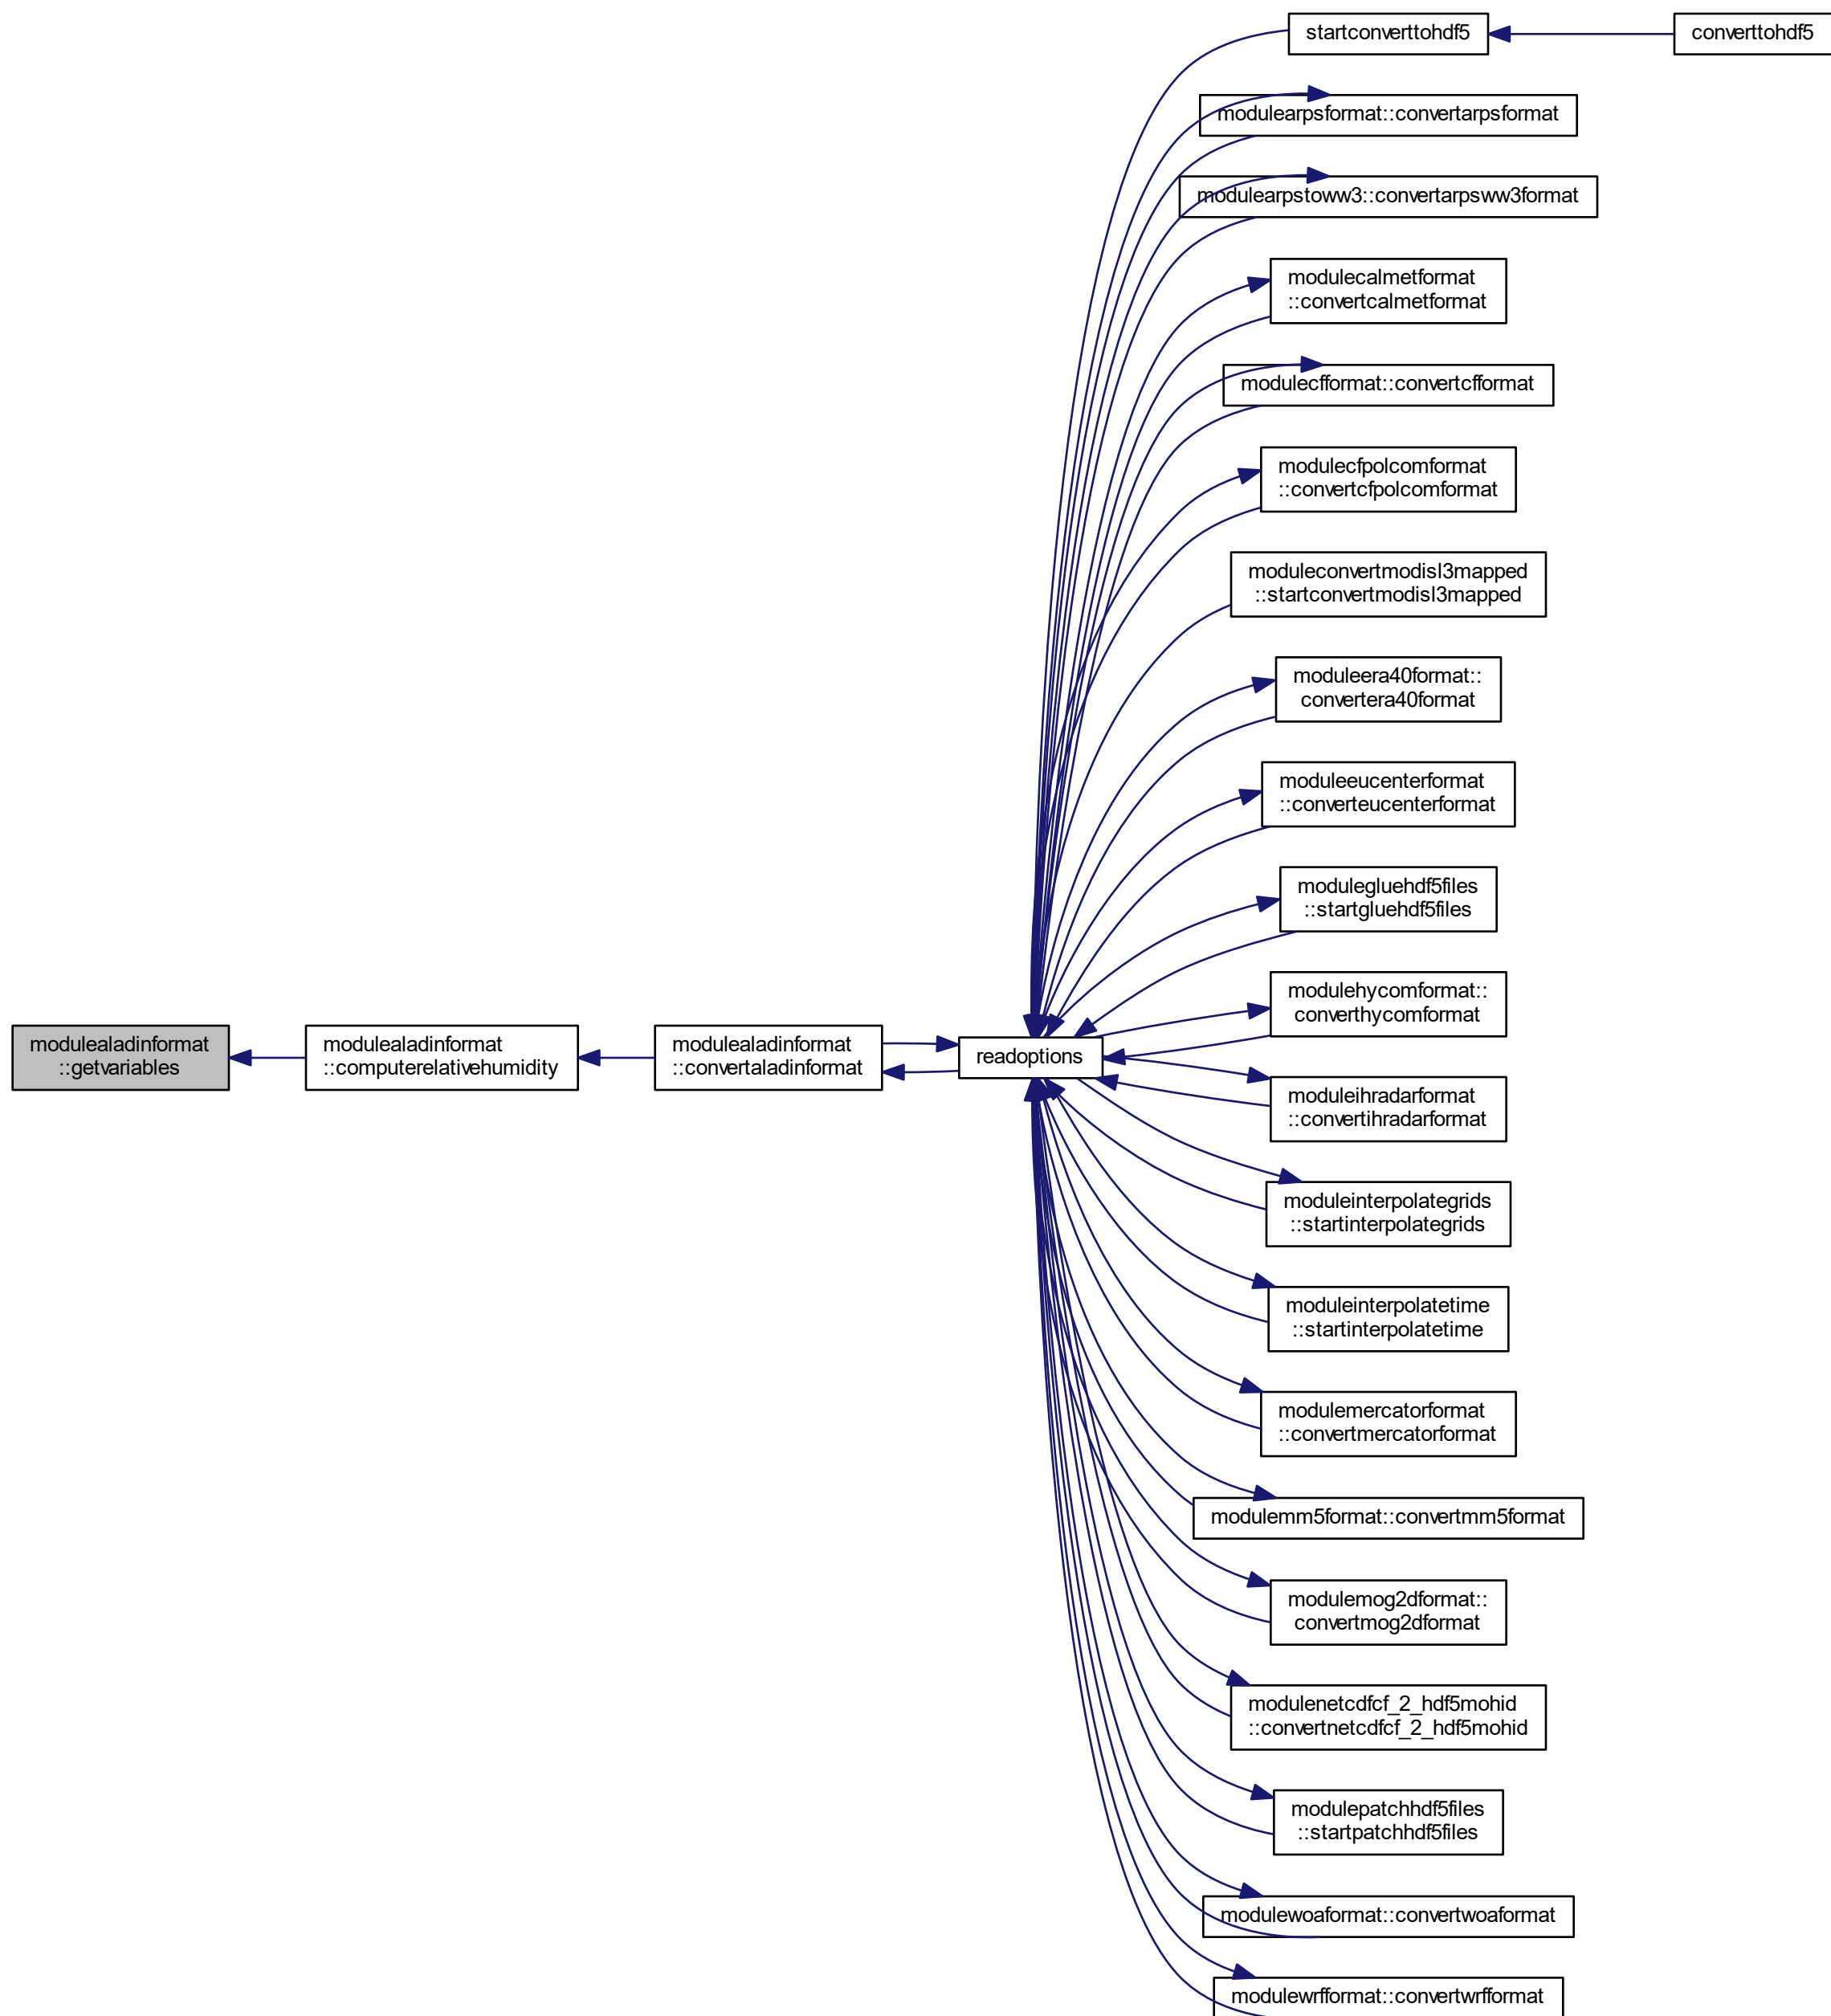 startconverttohdf5
converttohdf5
modulearpsformat::convertarpsformat
modulearpstoww3::convertarpsww3format
modulecalmetformat
::convertcalmetformat
modulecfformat::convertcfformat
modulecfpolcomformat
::convertcfpolcomformat
moduleconvertmodisl3mapped
::startconvertmodisl3mapped
moduleera40format::
convertera40format
moduleeucenterformat
::converteucenterformat
modulegluehdf5files
::startgluehdf5files
modulehycomformat::
converthycomformat
modulealadinformat
::getvariables
modulealadinformat
::computerelativehumidity
modulealadinformat
::convertaladinformat
readoptions
moduleihradarformat
::convertihradarformat
moduleinterpolategrids
::startinterpolategrids
moduleinterpolatetime
::startinterpolatetime
modulemercatorformat
::convertmercatorformat
modulemm5format::convertmm5format
modulemog2dformat::
convertmog2dformat
modulenetcdfcf_2_hdf5mohid
::convertnetcdfcf_2_hdf5mohid
modulepatchhdf5files
::startpatchhdf5files
modulewoaformat::convertwoaformat
modulewrfformat::convertwrfformat